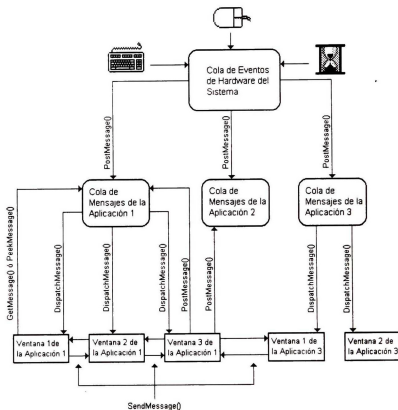 Cola de Eventos
de Hardware del
Sistema
PostMessage()
PostMessage()
PostMessage()
Cola de
Mensajes de la
Aplicación 1
Cola de
Mensajes de la
Aplicación 2
Cola de
Mensajes de la
Aplicación 3
GetMessage() ó PeekMessage()
DispatchMessage()
DispatchMessage()
DispatchMessage()
PostMessage()
PostMessage()
DispatchMessage()
DispatchMessage()
Ventana 1de
la Aplicación 1
Ventana 2 de
la Aplicación 1
Ventana 3 de
la Aplicación 1
Ventana 1 de
la Aplicación
3
Ventana 2 de
la Aplicación
3
SendMessage()